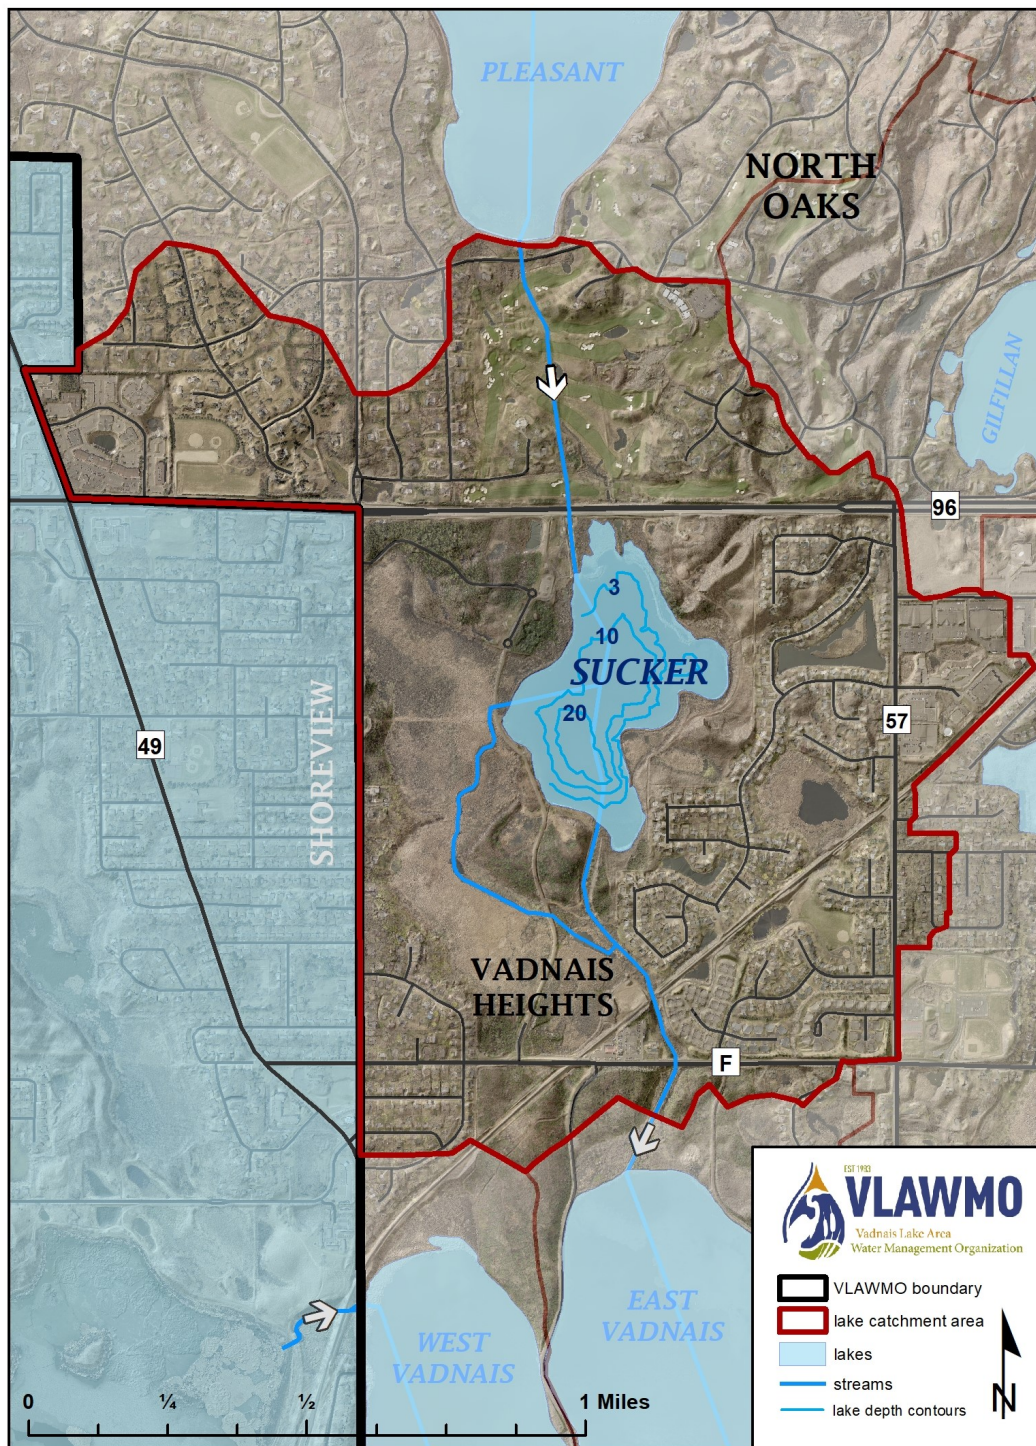 PLEASANT
NORTH
OAKS
GILFILLAN
96
3
10
SUCKER
20
57
49
SHOREVIEW
VADNAIS
HEIGHTS
F
EAST
VADNAIS
WEST
VADNAIS
0 ¼ ½ 1 Miles
EST 1983
VLAWMO
Vadnais Lake Area
Water Management Organization
VLAWMO boundary
lake catchment area
lakes
streams
lake depth contours
N